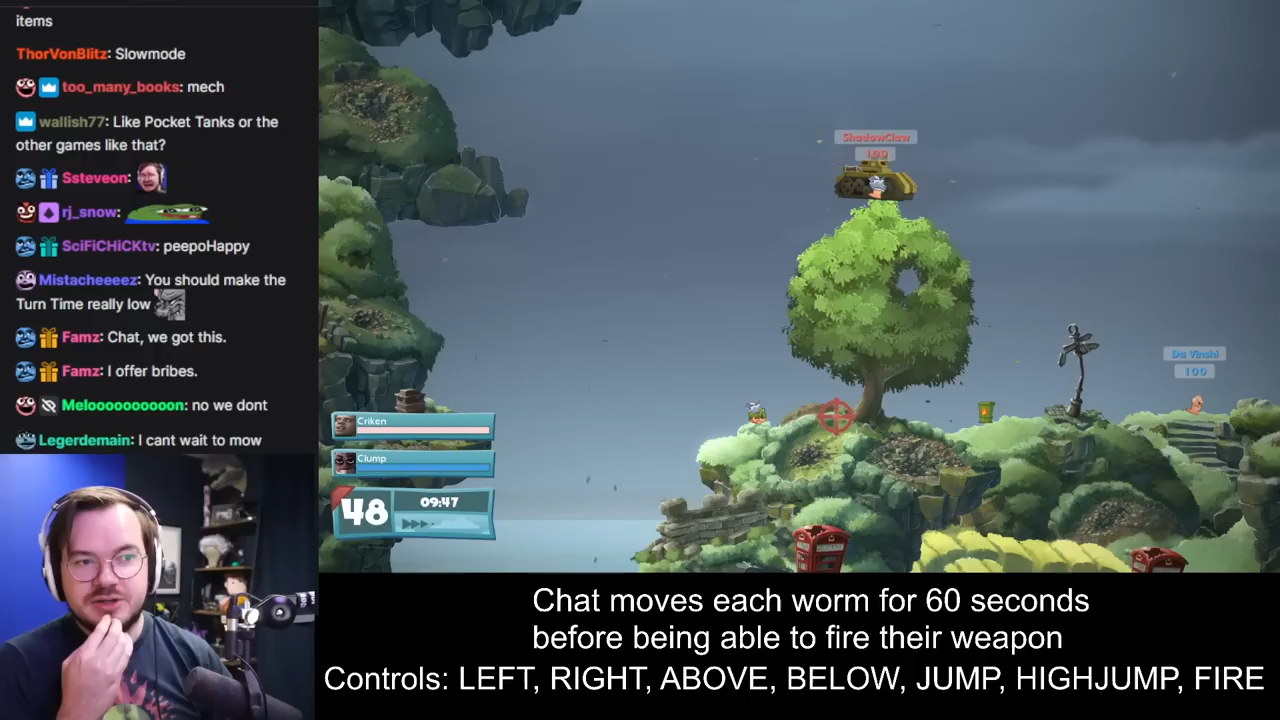 items
ThorVonBlitz: Slowmode
too_many_books: mech
wallish77: Like Pocket Tanks or the
other games like that?
Ssteveon:
rj_snow:
SciFiCHiCKtv: peepoHappy
Mistacheeeez: You should make the
Turn Time really low
Famz: Chat, we got this.
Famz: I offer bribes.
Melooooooooon: no we dont
Legerdemain: I cant wait to mow
ShadowClaw
100
Da Vinshi
100
Criken
Clump
48
09:47
Chat moves each worm for 60 seconds
before being able to fire their weapon
Controls: LEFT, RIGHT, ABOVE, BELOW, JUMP, HIGHJUMP, FIRE